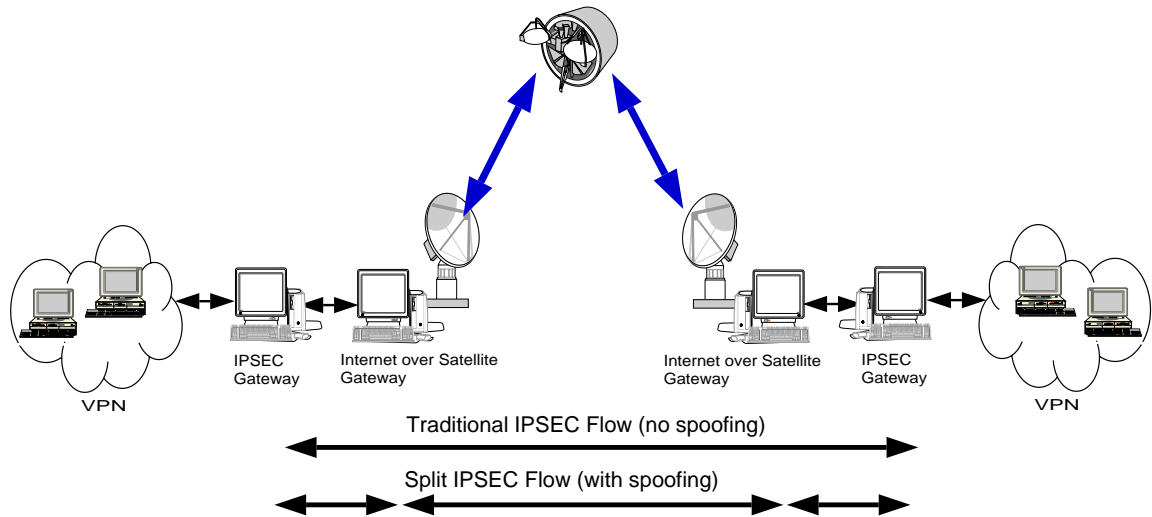 IPSEC
Gateway
Internet over Satellite
Gateway
Internet over Satellite
Gateway
IPSEC
Gateway
VPN
VPN
Traditional IPSEC Flow (no spoofing)
Split IPSEC Flow (with spoofing)